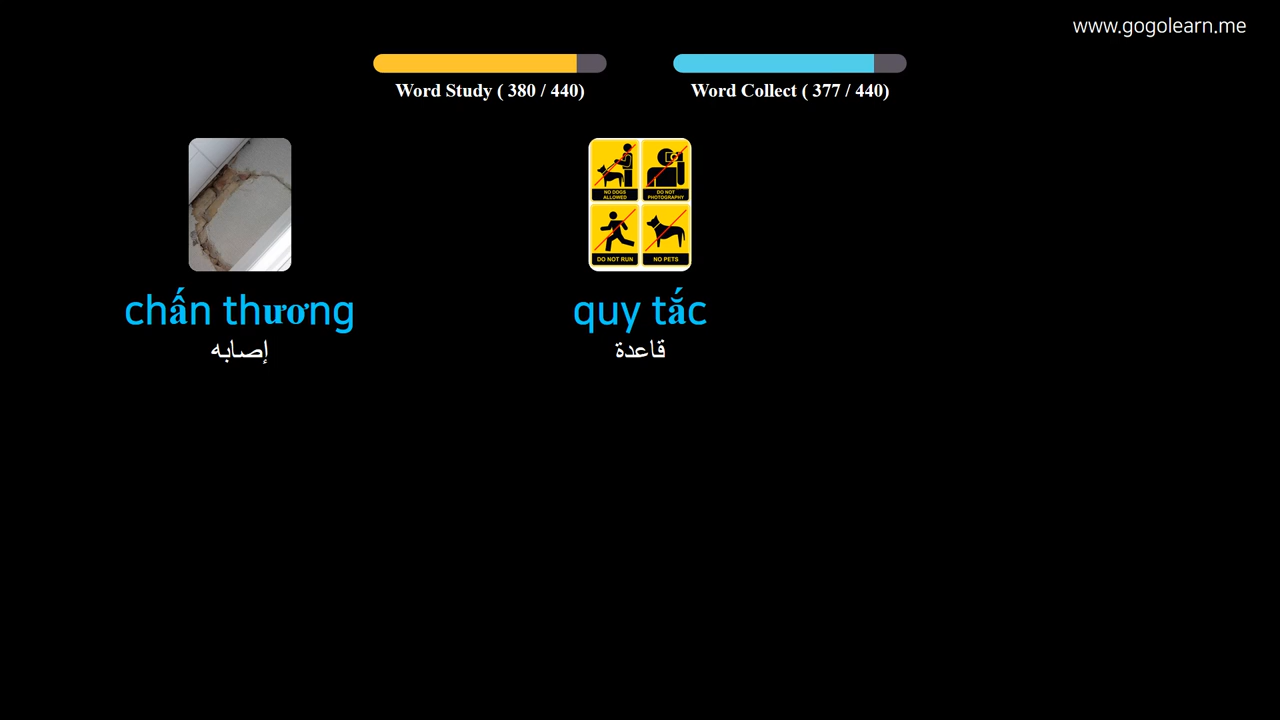 www.gogolearn.me
Word Study ( 380 / 440)
Word Collect ( 377 / 440)
NO DOGS
ALLOWED
DO NOT
PHOTOGRAPHY
DO NOT RUN
NO PETS
chấn thương
إصابه
quy tắc
قاعدة